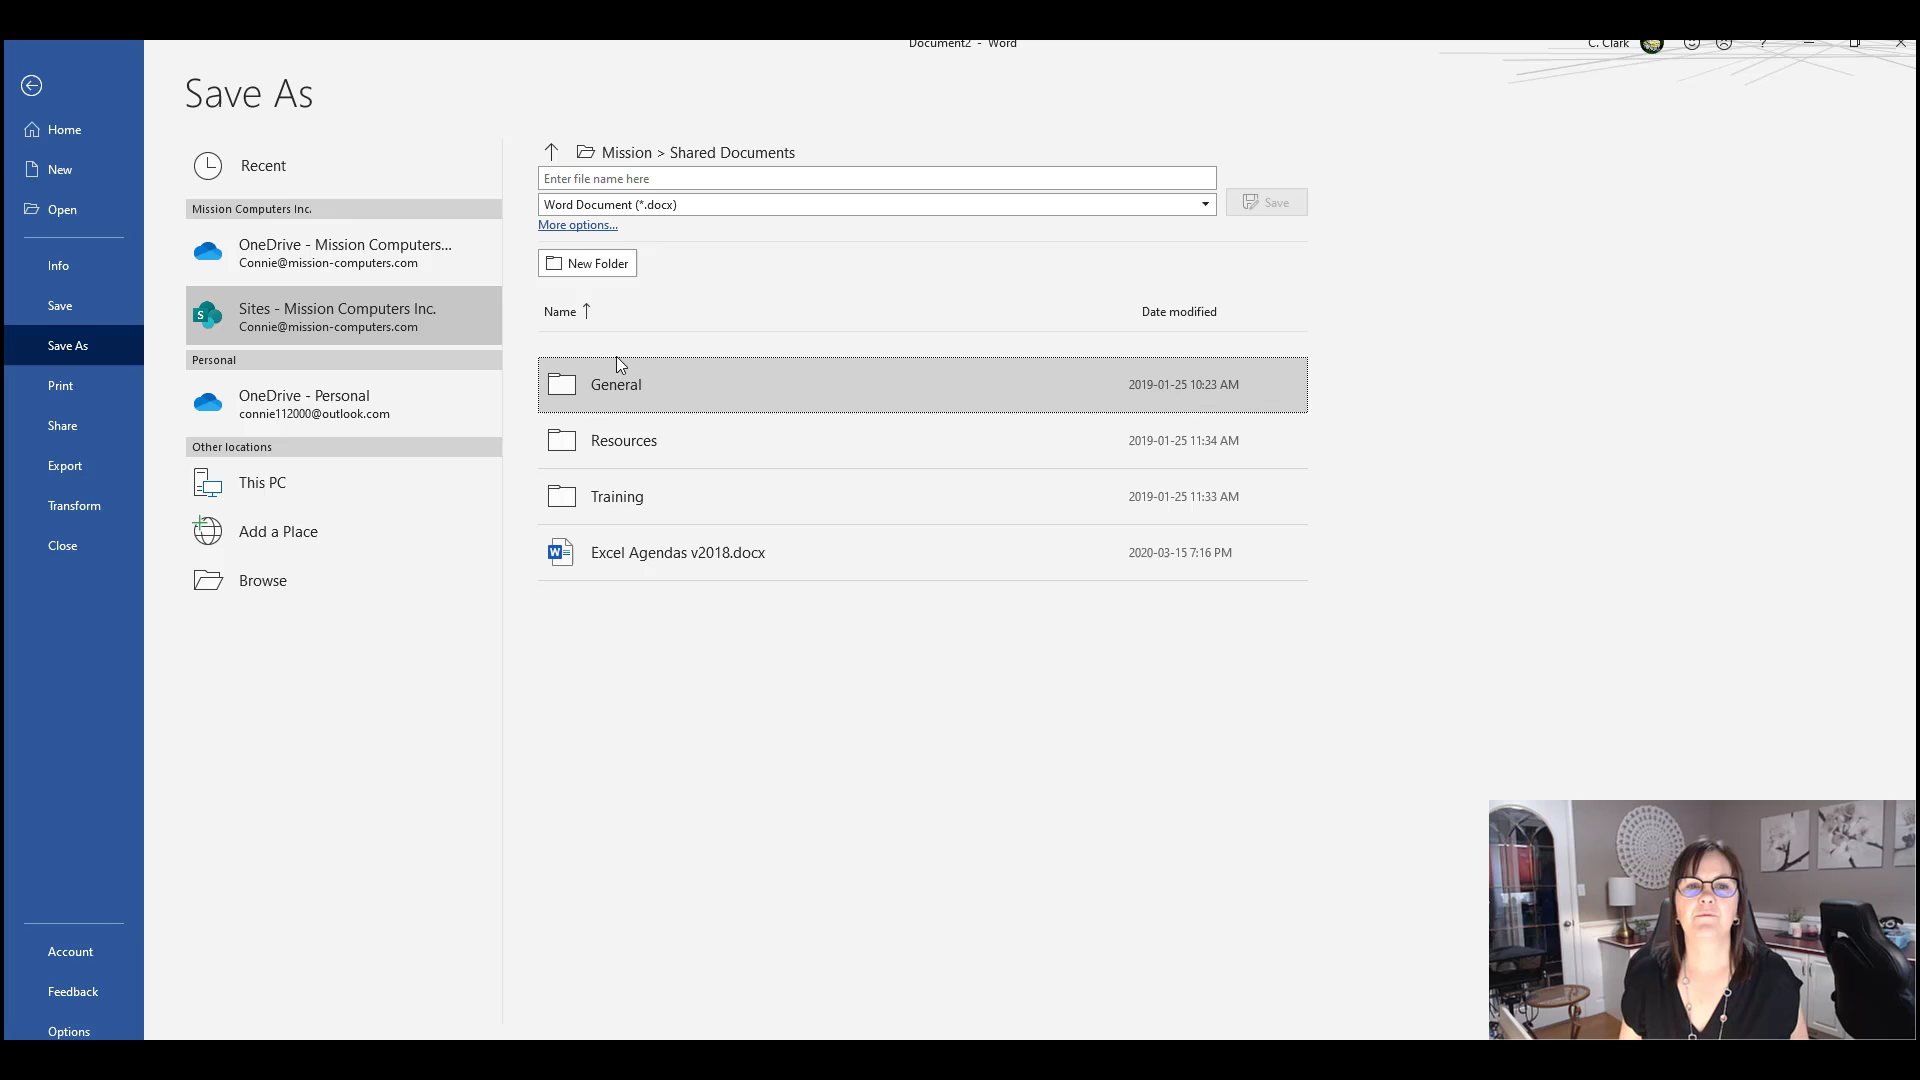 Document2 - Word
C. Clark
?
Save As
Home
New
Open
Info
Save
Save As
Print
Share
Export
Transform
Close
Account
Feedback
Options
Recent
Mission Computers Inc.
OneDrive - Mission Computers...
Connie@mission-computers.com
S
Sites - Mission Computers Inc.
Connie@mission-computers.com
Personal
OneDrive - Personal
connie112000@outlook.com
Other locations
This PC
Add a Place
Browse
Mission > Shared Documents
Enter file name here
Word Document (*.docx)
Save
More options...
New Folder
Name Date modified
General 2019-01-25 10:23 AM
Resources 2019-01-25 11:34 AM
Training 2019-01-25 11:33 AM
W Excel Agendas v2018.docx 2020-03-15 7:16 PM